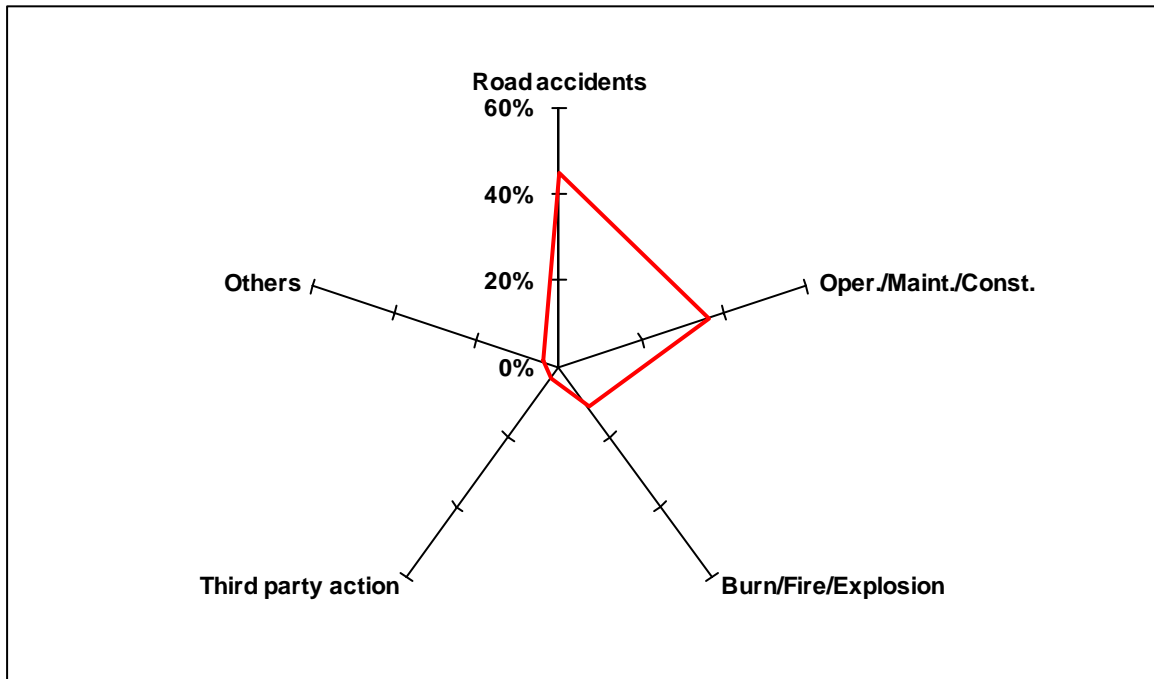 Road accidents
60%
40%
20%
0%
Others
Oper./Maint./Const.
Third party action
Burn/Fire/Explosion